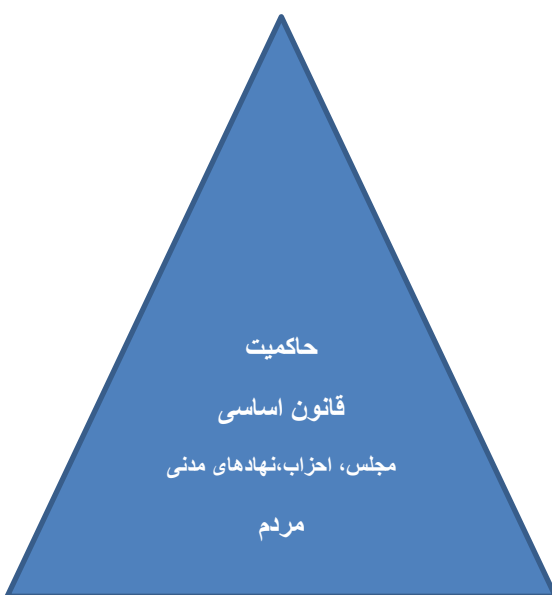 حاکمیت
قانون اساسی
مجلس، احزاب،نهادهای مدنی
مردم